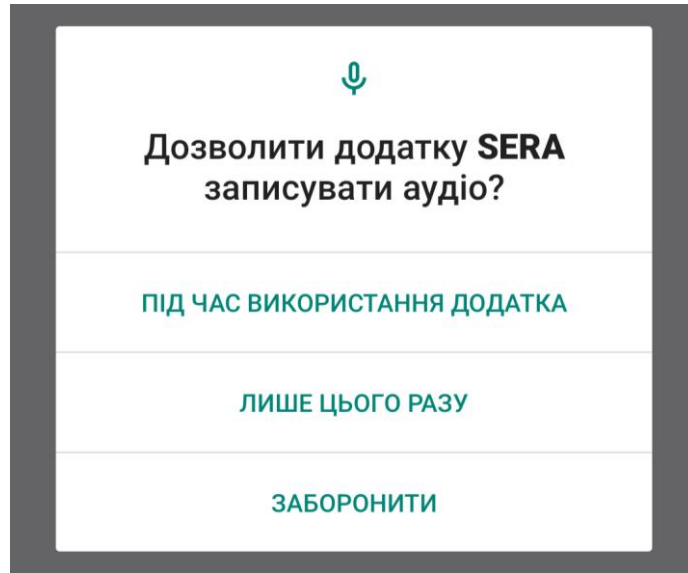 Дозволити додатку SERA
записувати аудіо?
ПІД ЧАС ВИКОРИСТАННЯ ДОДАТКА
ЛИШЕ ЦЬОГО РАЗУ
ЗАБОРОНИТИ